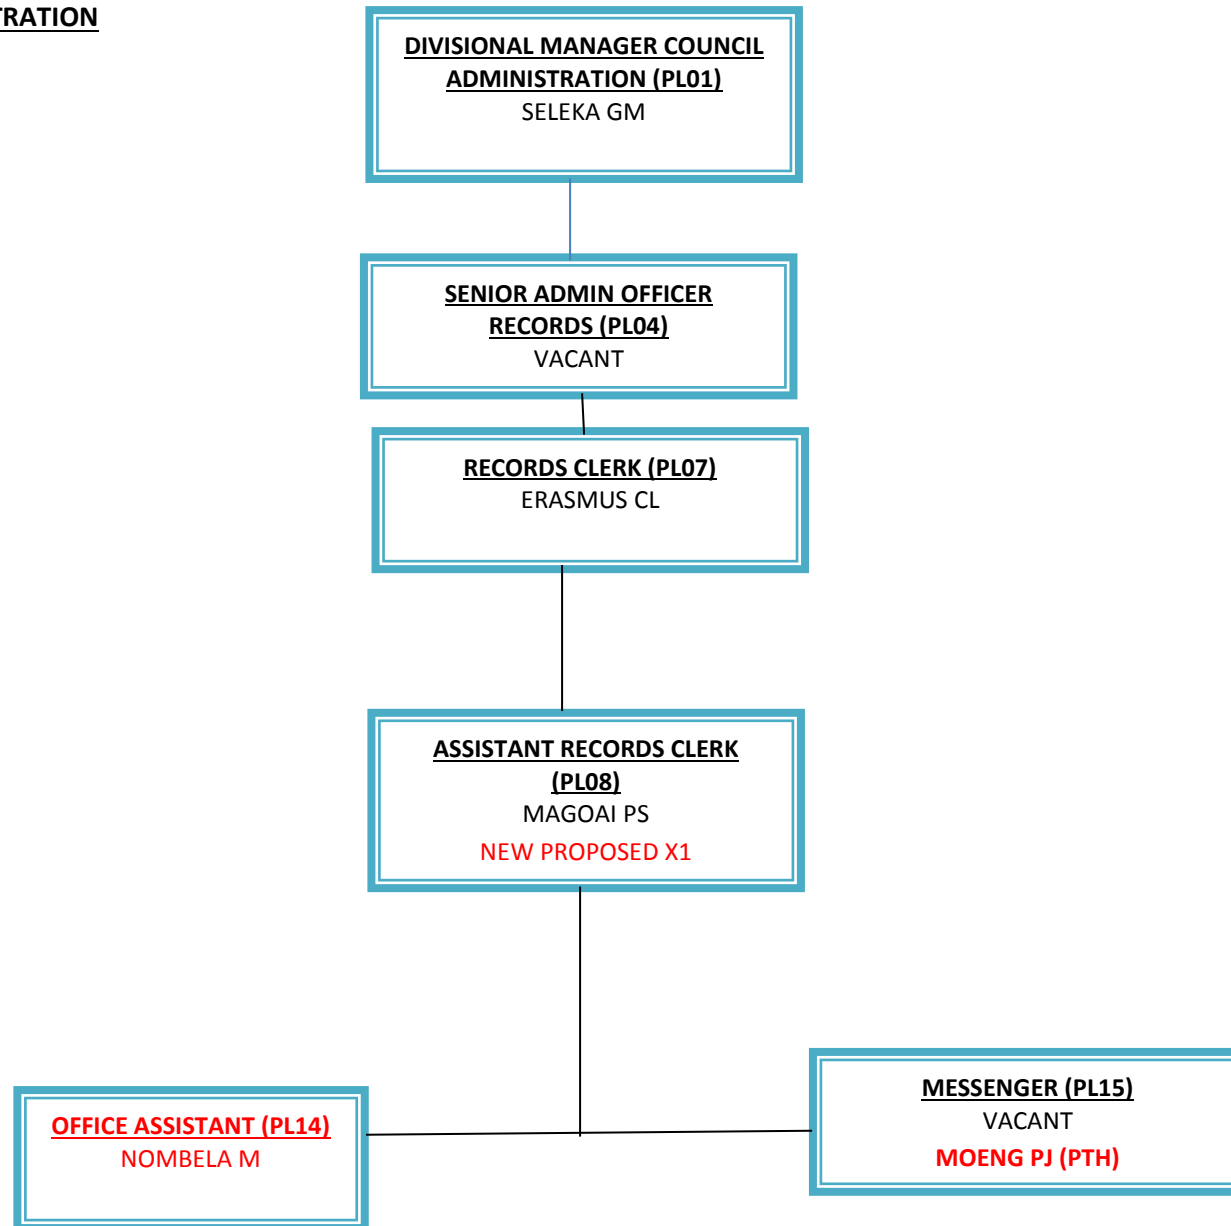 TRATION
DIVISIONAL MANAGER COUNCIL
ADMINISTRATION (PL01)
SELEKA GM
SENIOR ADMIN OFFICER
RECORDS (PL04)
VACANT
RECORDS CLERK (PL07)
ERASMUS CL
ASSISTANT RECORDS CLERK
(PL08)
MAGOAI PS
NEW PROPOSED X1
OFFICE ASSISTANT (PL14)
NOMBELA M
MESSENGER (PL15)
VACANT
MOENG PJ (PTH)